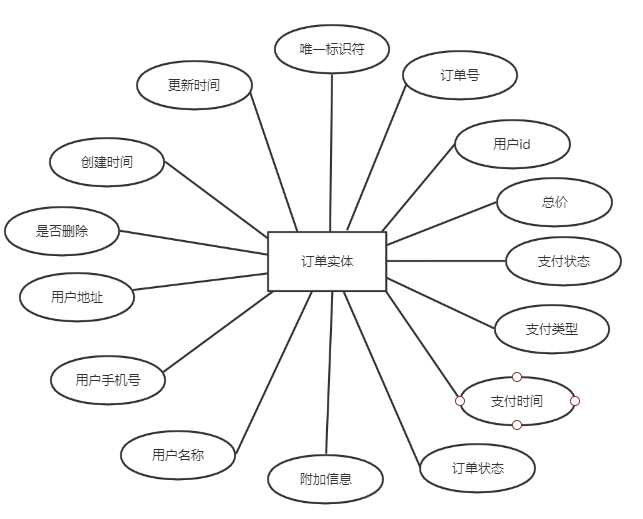 唯一标识符
订单号
更新时间
用户id
创建时间
总价
是否删除
订单实体
支付状态
用户地址
支付类型
用户手机号
支付时间
用户名称
订单状态
附加信息